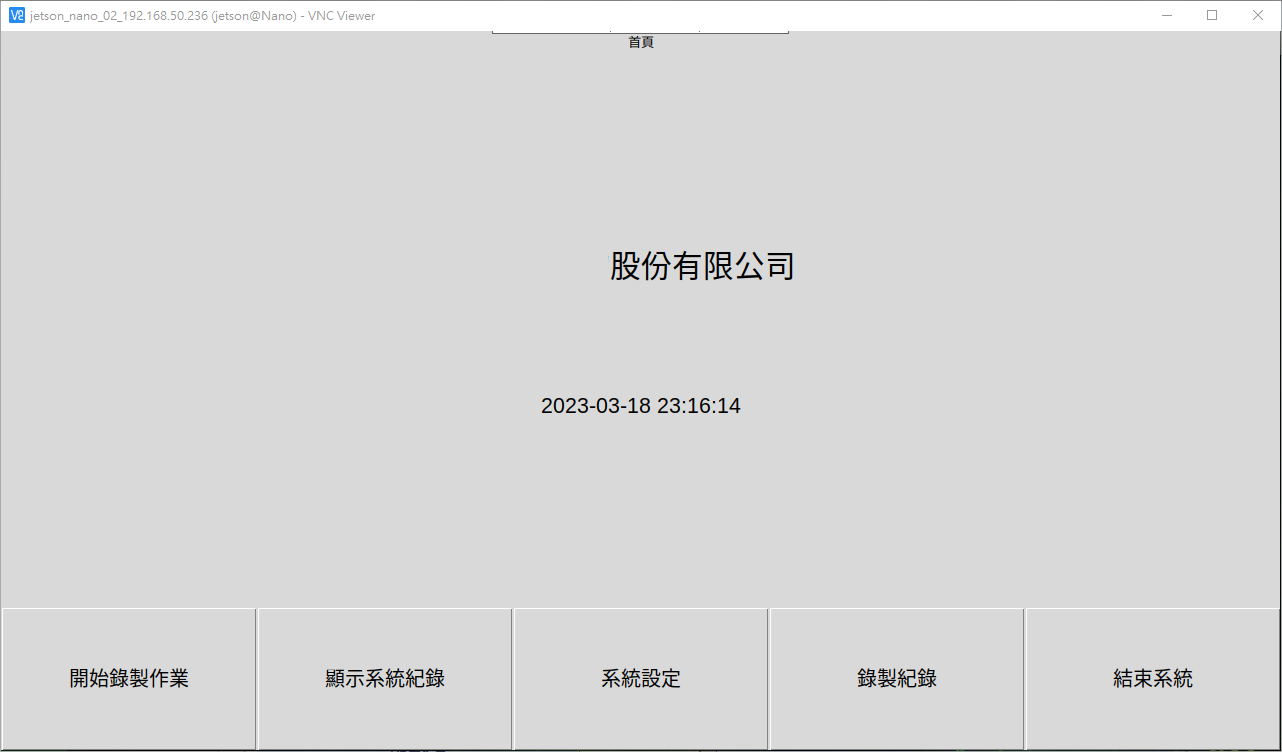 jetson_nano_02_192.168.50.236 (jetson@Nano) - VNC Viewer
首頁
股份有限公司
2023-03-18 23:16:14
開始錄製作業
顯示系統紀錄
系統設定
錄製紀錄
結束系統